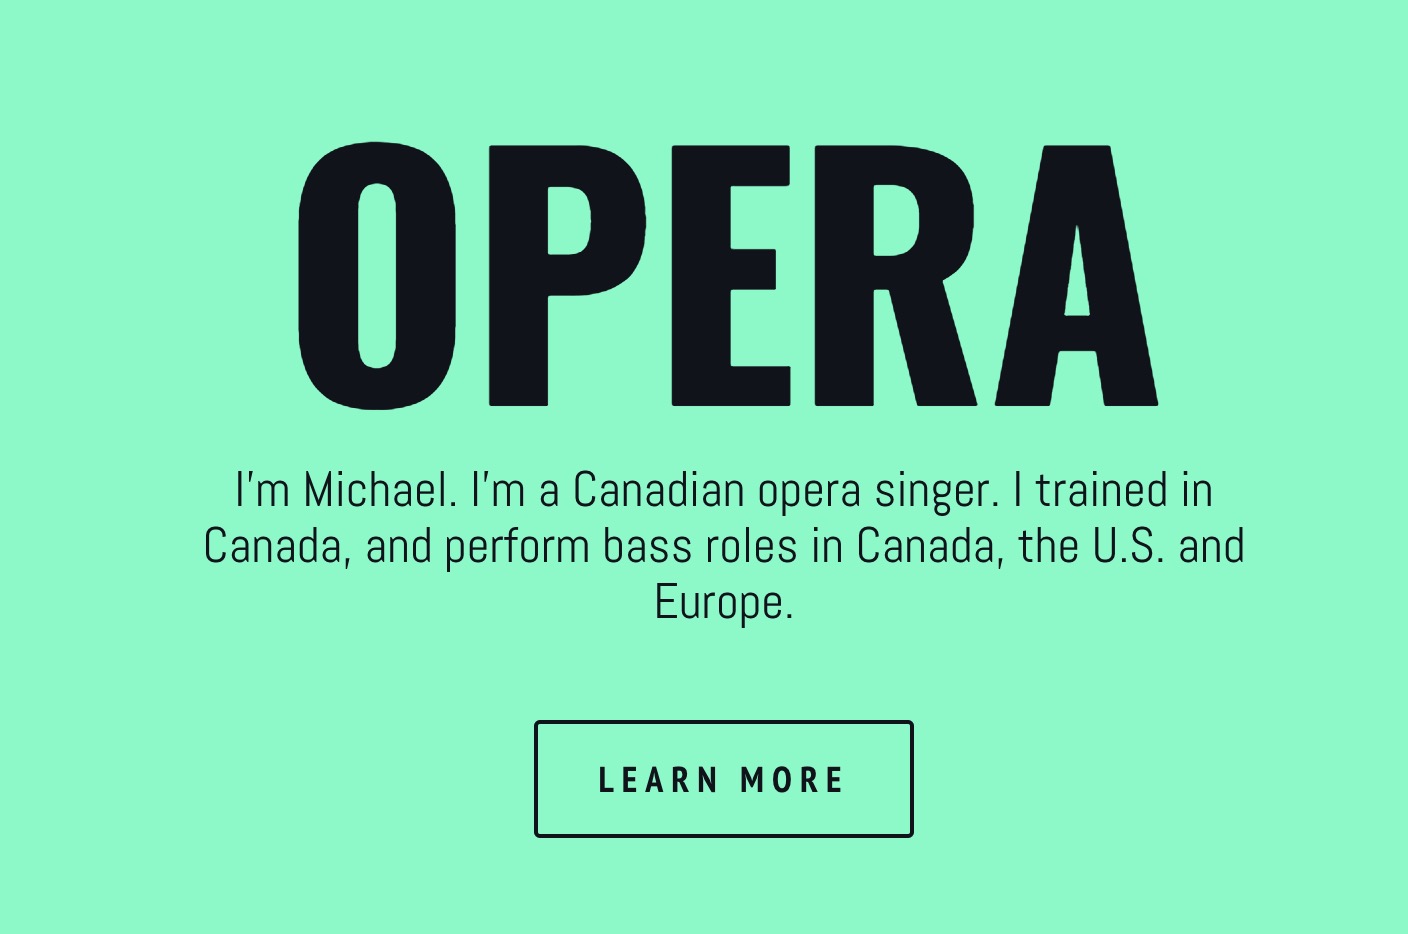 OPERA
I'm Michael. I'm a Canadian opera singer. I trained in
Canada, and perform bass roles in Canada, the U.S. and
Europe.
LEARN MORE